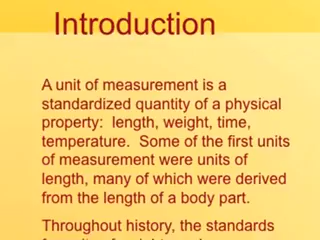 Introduction
A unit of measurement is a
standardized quantity of a physical
property:  length, weight, time,
temperature.  Some of the first units
of measurement were units of
length, many of which were derived
from the length of a body part.
Throughout history, the standards